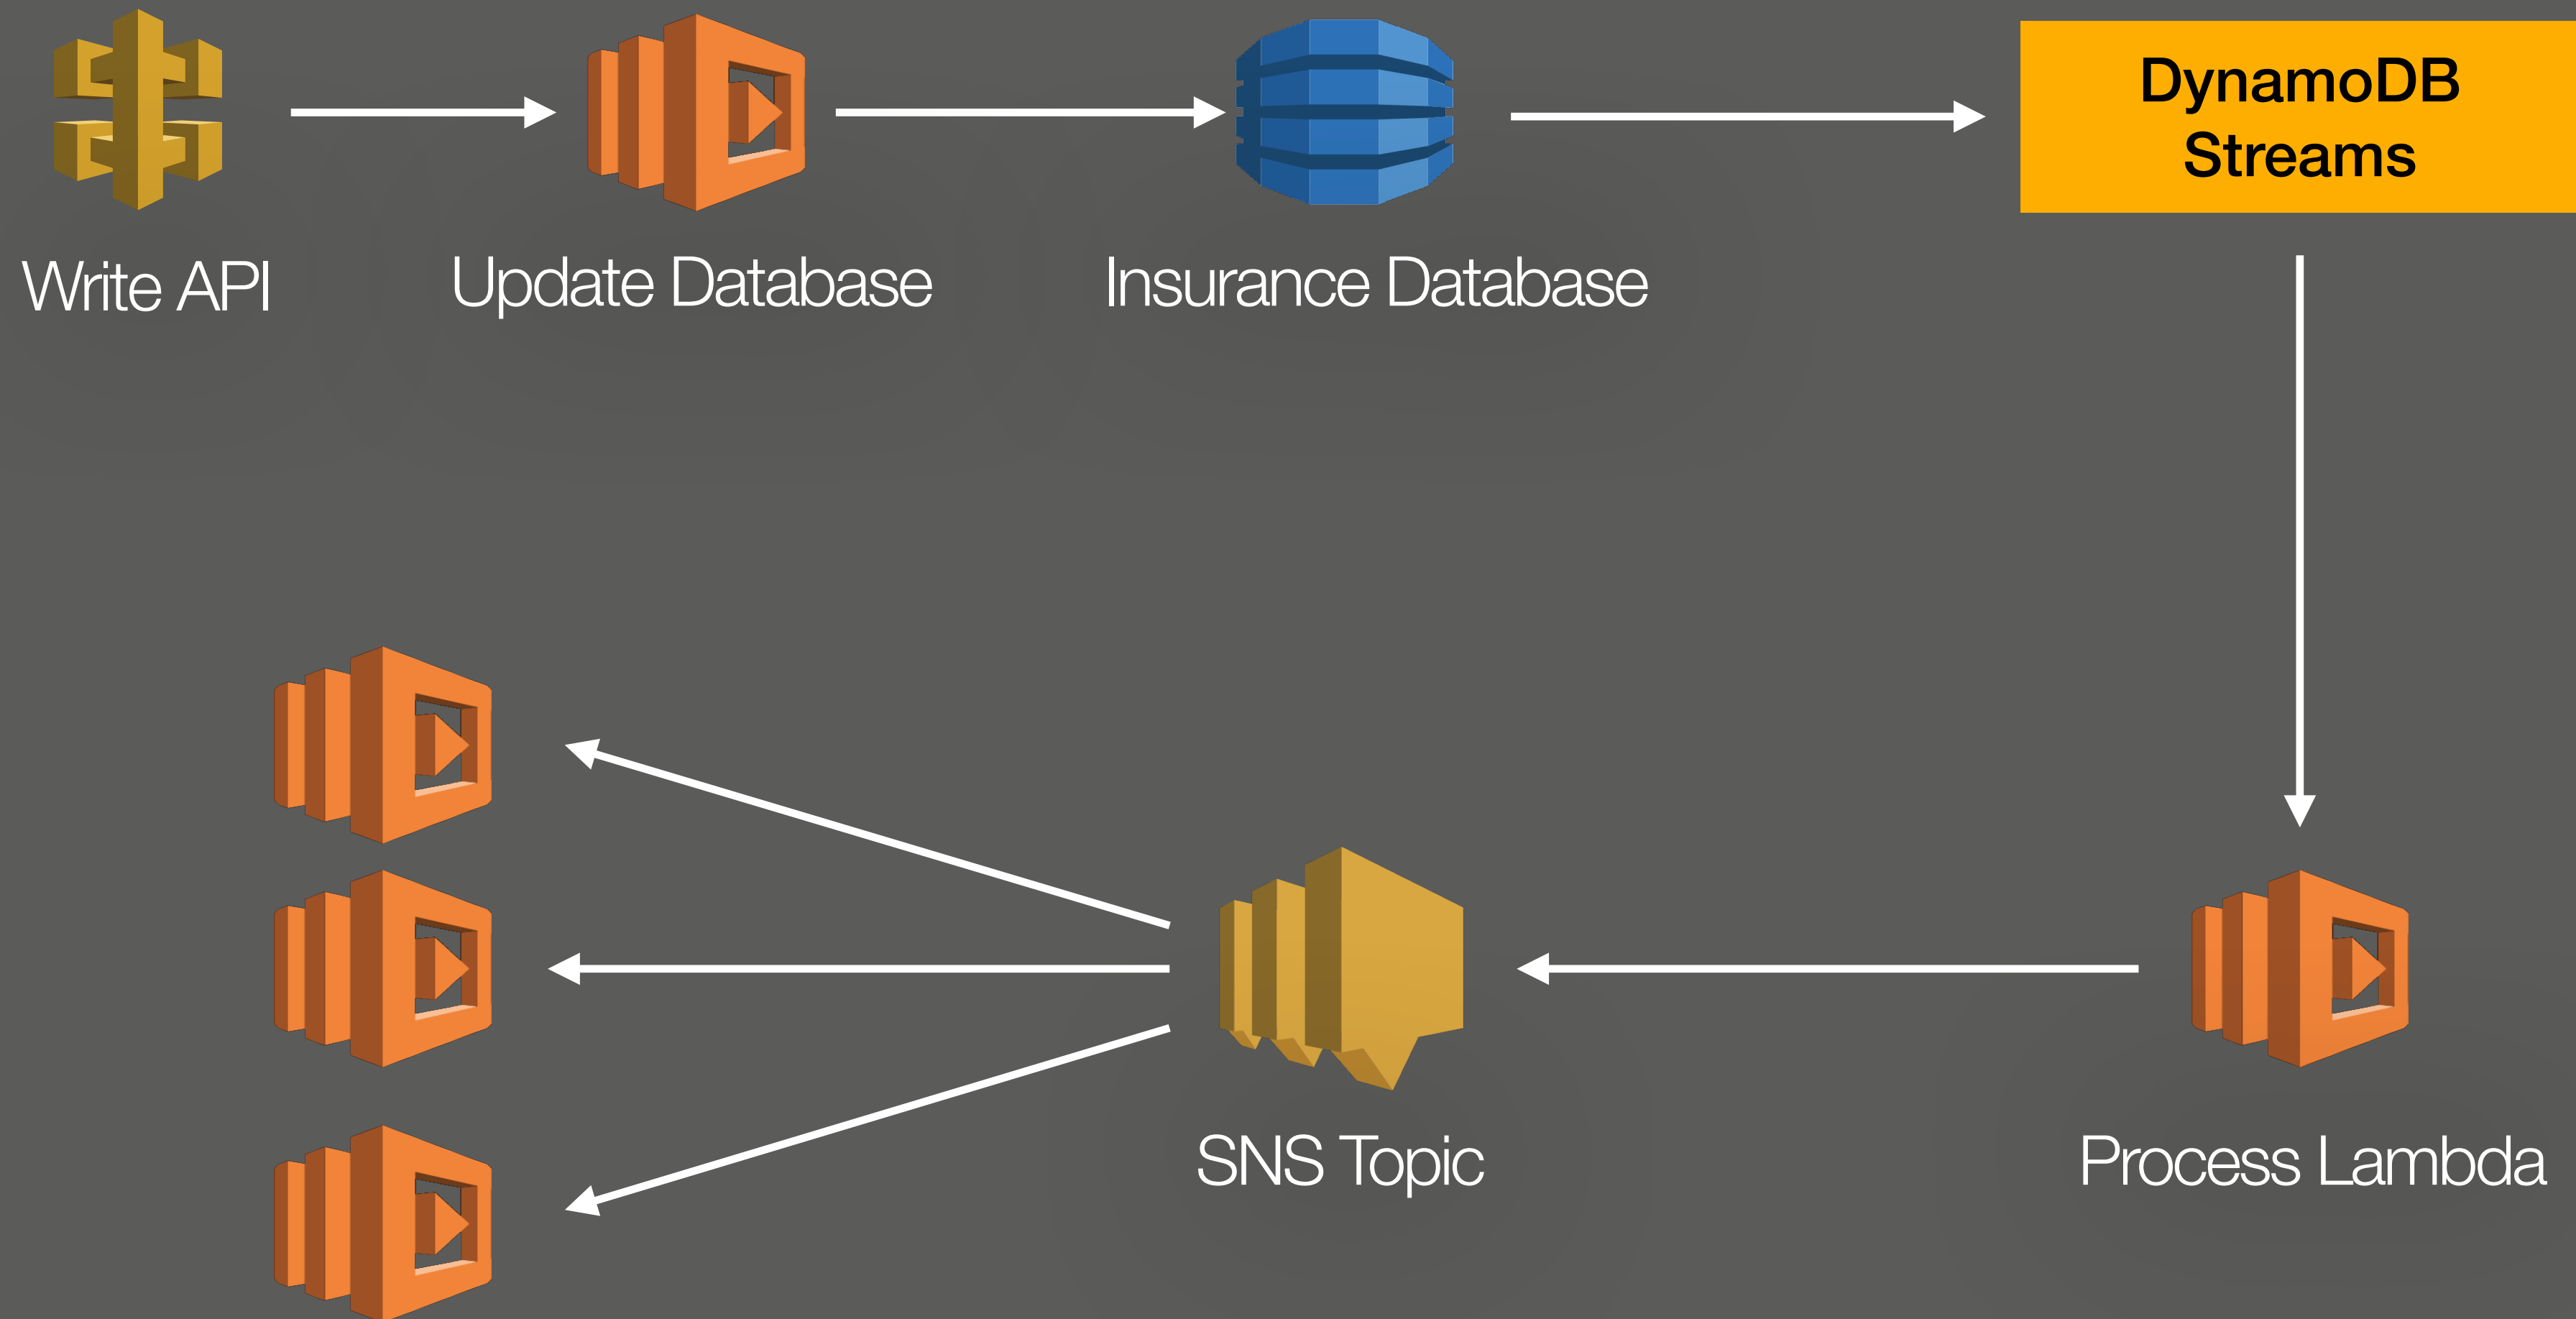 DynamoDB
Streams
Write API
Update Database
Insurance Database
SNS Topic
Process Lambda